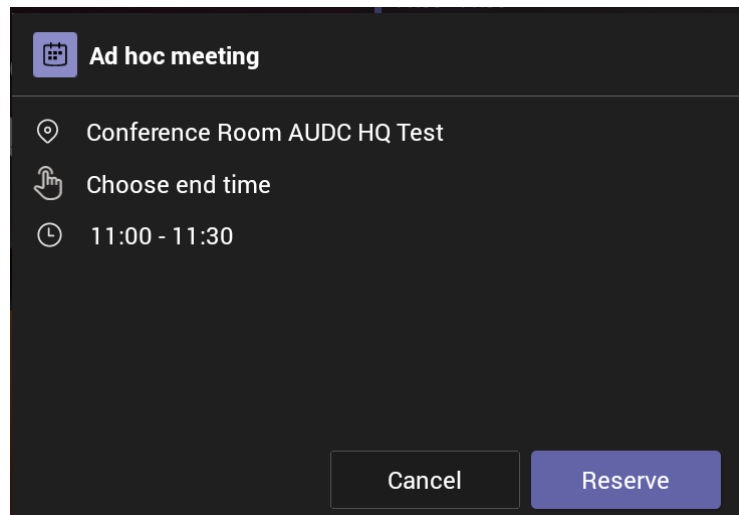 Ad hoc meeting
Conference Room AUDC HQ Test
Choose end time
11:00 - 11:30
Cancel
Reserve